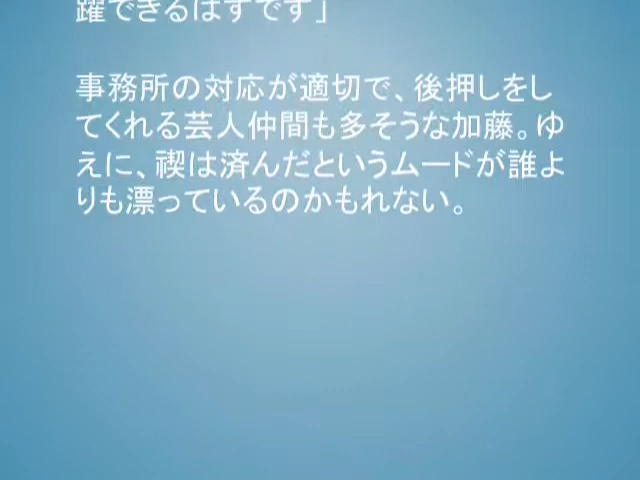 躍できるはずです」
事務所の対応が適切で、後押しをし
てくれる芸人仲間も多そうな加藤。ゆ
えに、禊は済んだというムードが誰よ
りも漂っているのかもれない。